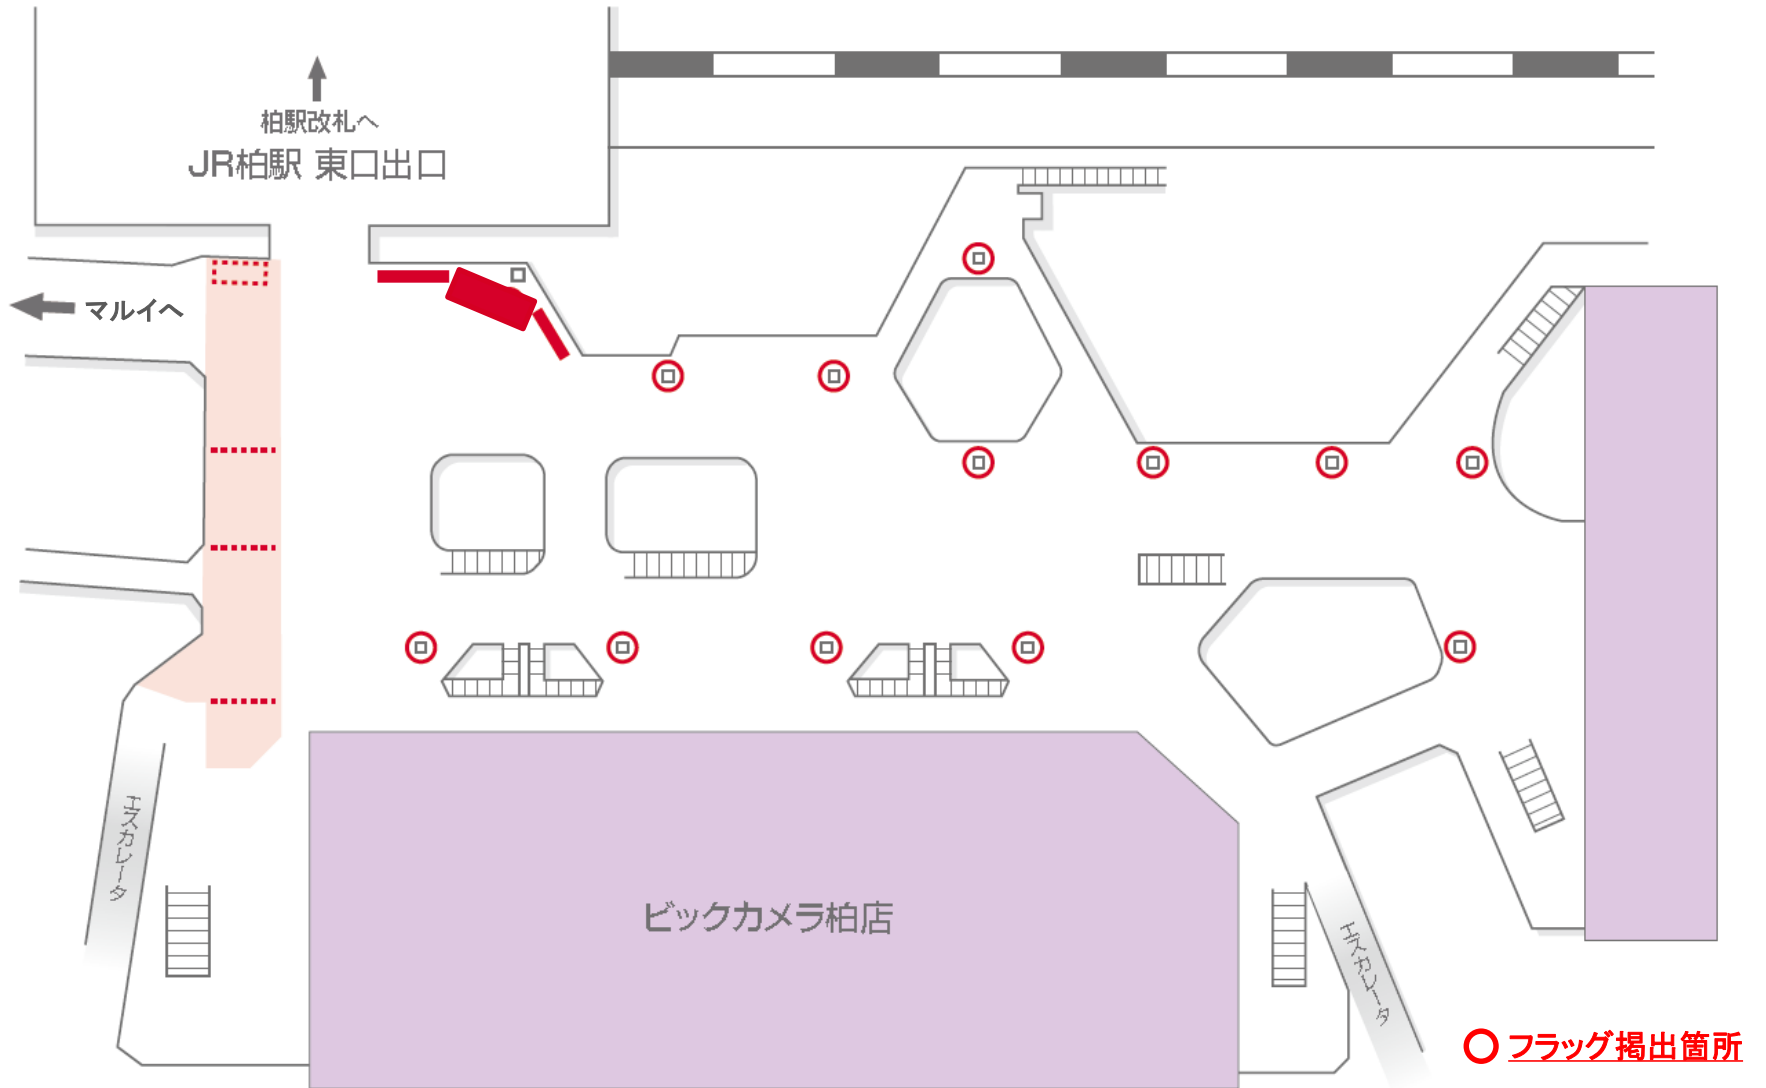 柏駅改札へ
JR柏駅 東口出口
マルイへ
エスカレータ
ビックカメラ柏店
エスカレータ
フラッグ掲出箇所